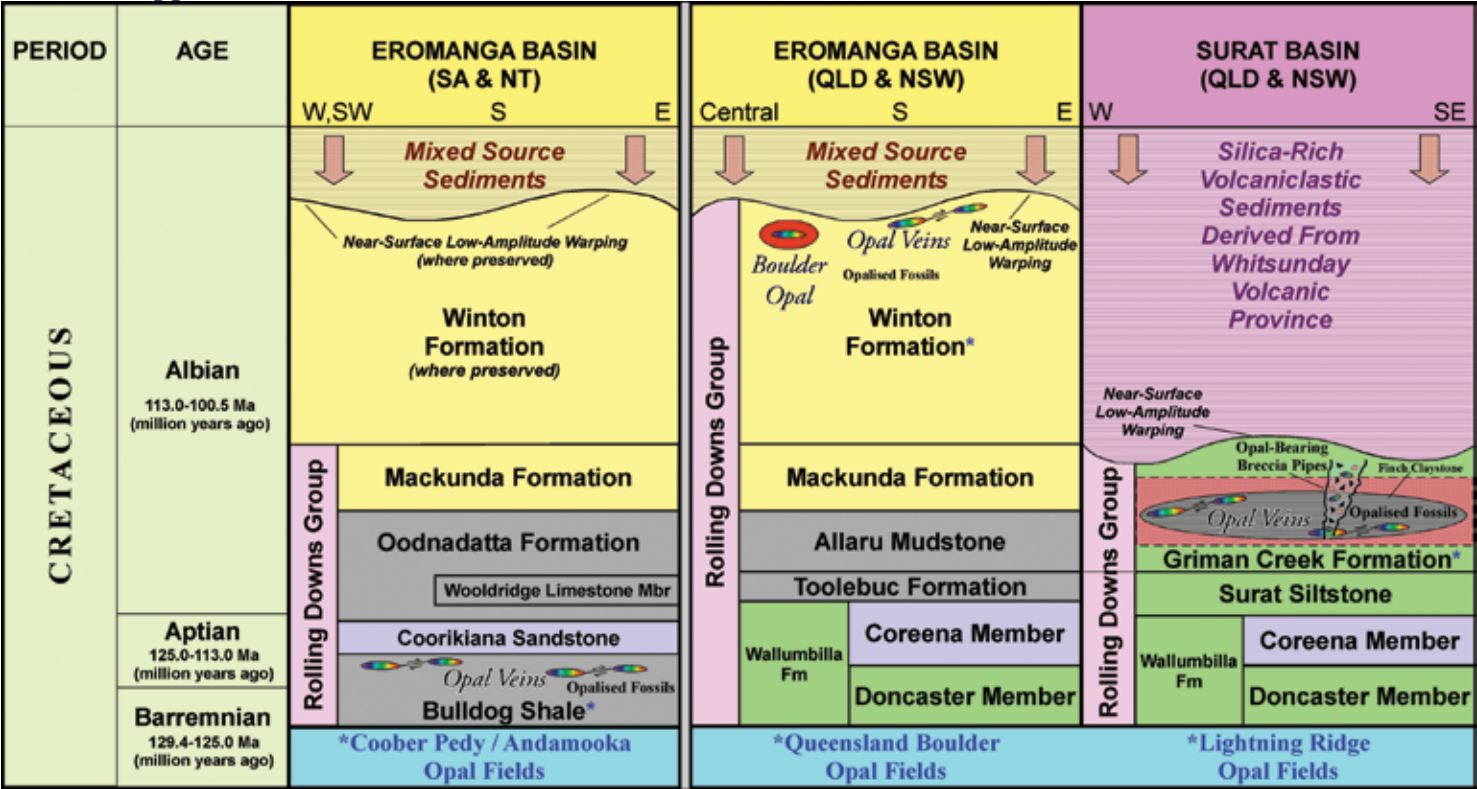 PERIOD
AGE
EROMANGA BASIN
(SA & NT)
W,SW S E
EROMANGA BASIN
(QLD & NSW)
Central S E
SURAT BASIN
(QLD & NSW)
W SE
CRETACEOUS
Albian
113.0-100.5 Ma
(million years ago)
Aptian
125.0-113.0 Ma
(million years ago)
Barremnian
129.4-125.0 Ma
(million years ago)
Mixed Source
Sediments
Near-Surface Low-Amplitude Warping
(where preserved)
Winton
Formation
(where preserved)
Rolling Downs Group
Mackunda Formation
Oodnadatta Formation
Wooldridge Limestone Mbr
Coorikiana Sandstone
Opal Veins
Opalised Fossils
Bulldog Shale*
*Coober Pedy / Andamooka
Opal Fields
Mixed Source
Sediments
Rolling Downs Group
Boulder
Opal
Opal Veins
Opalised Fossils
Near-Surface
Low-Amplitude
Warping
Winton
Formation*
Mackunda Formation
Allaru Mudstone
Toolebuc Formation
Wallumbilla
Fm
Coreena Member
Doncaster Member
*Queensland Boulder
Opal Fields
Silica-Rich
Volcaniclastic
Sediments
Derived From
Whitsunday
Volcanic
Province
Near-Surface
Low-Amplitude
Warping
Rolling Downs Group
Opal-Bearing
Breccia Pipes
Finch Claystone
Opal Veins
Opalised Fossils
Griman Creek Formation*
Surat Siltstone
Wallumbilla
Fm
Coreena Member
Doncaster Member
*Lightning Ridge
Opal Fields